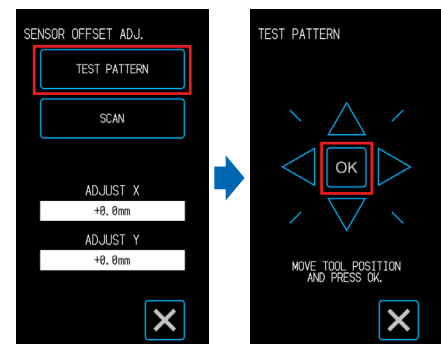 SENSOR OFFSET ADJ.
TEST PATTERN
SCAN
ADJUST X
+0.0mm
ADJUST Y
+0.0mm
TEST PATTERN
OK
MOVE TOOL POSITION
AND PRESS OK.